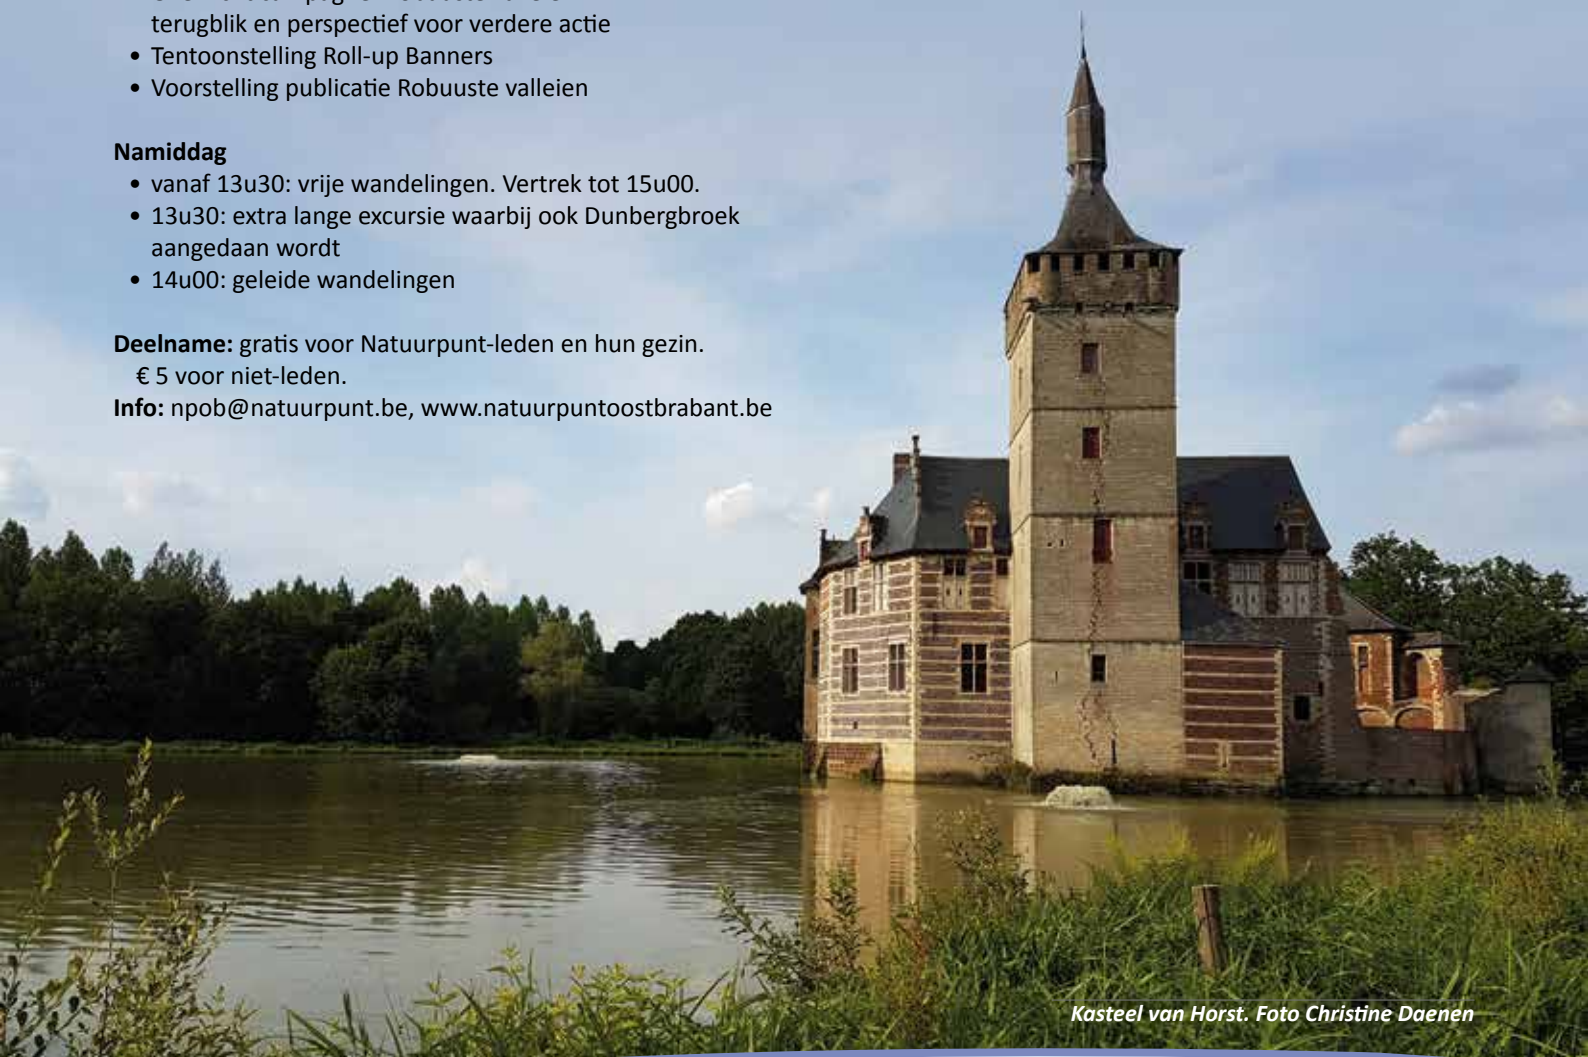 terugblik en perspectief voor verdere actie
• Tentoonstelling Roll-up Banners
• Voorstelling publicatie Robuuste valleien
Namiddag
• vanaf 13u30: vrije wandelingen. Vertrek tot 15u00.
• 13u30: extra lange excursie waarbij ook Dunbergbroek
aangedaan wordt
• 14u00: geleide wandelingen
Deelname: gratis voor Natuurpunt-leden en hun gezin.
€ 5 voor niet-leden.
Info: npob@natuurpunt.be, www.natuurpuntoostbrabant.be
Kasteel van Horst. Foto Christine Daenen